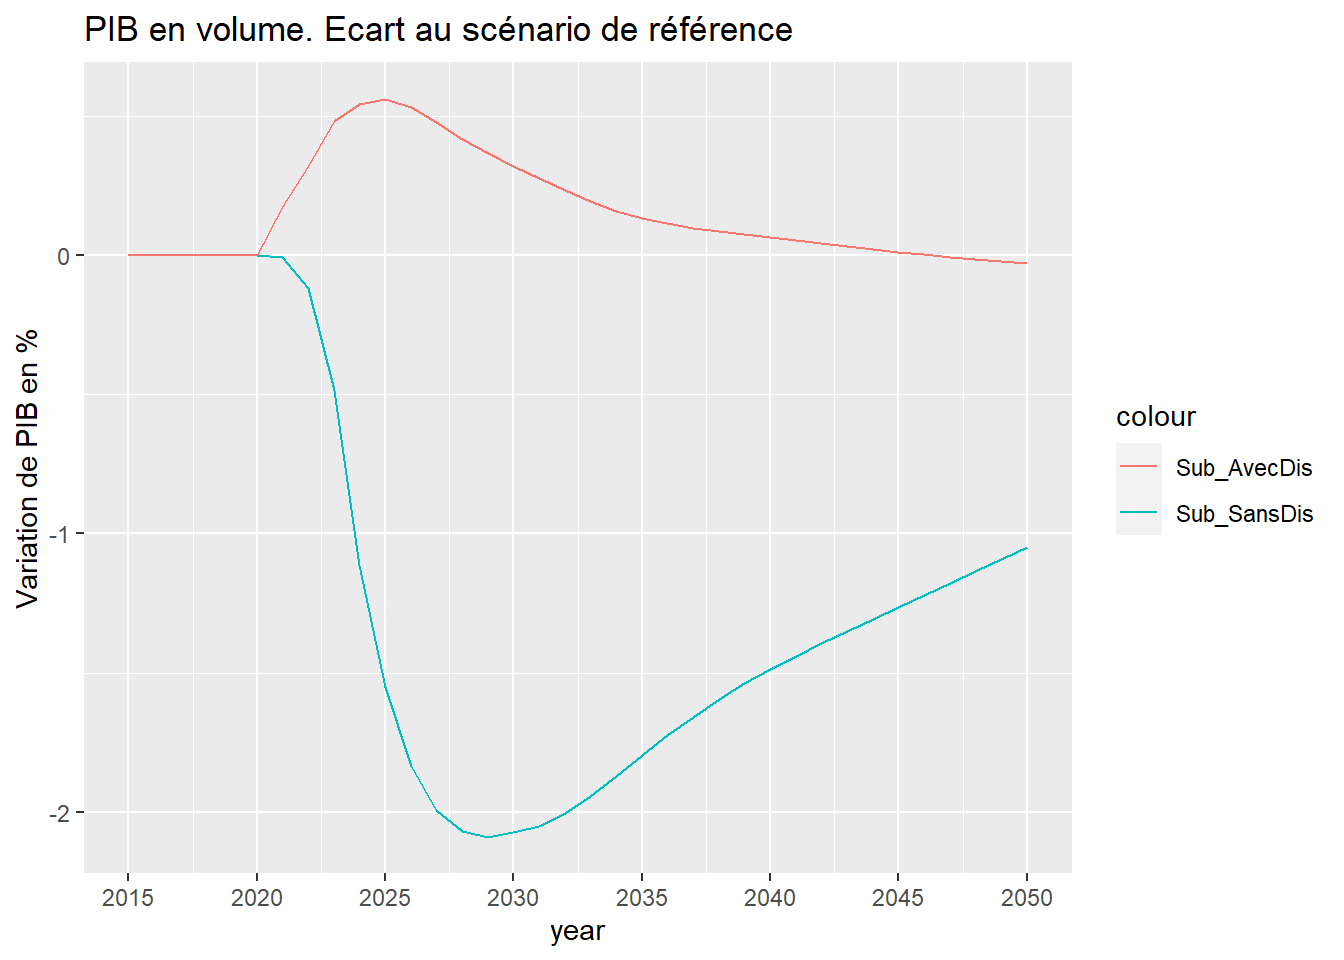 PIB en volume. Ecart au scénario de référence
Variation de PIB en %
0
-1
-2
2015 2020 2025 2030 2035 2040 2045 2050
year
colour
Sub_AvecDis
Sub_SansDis